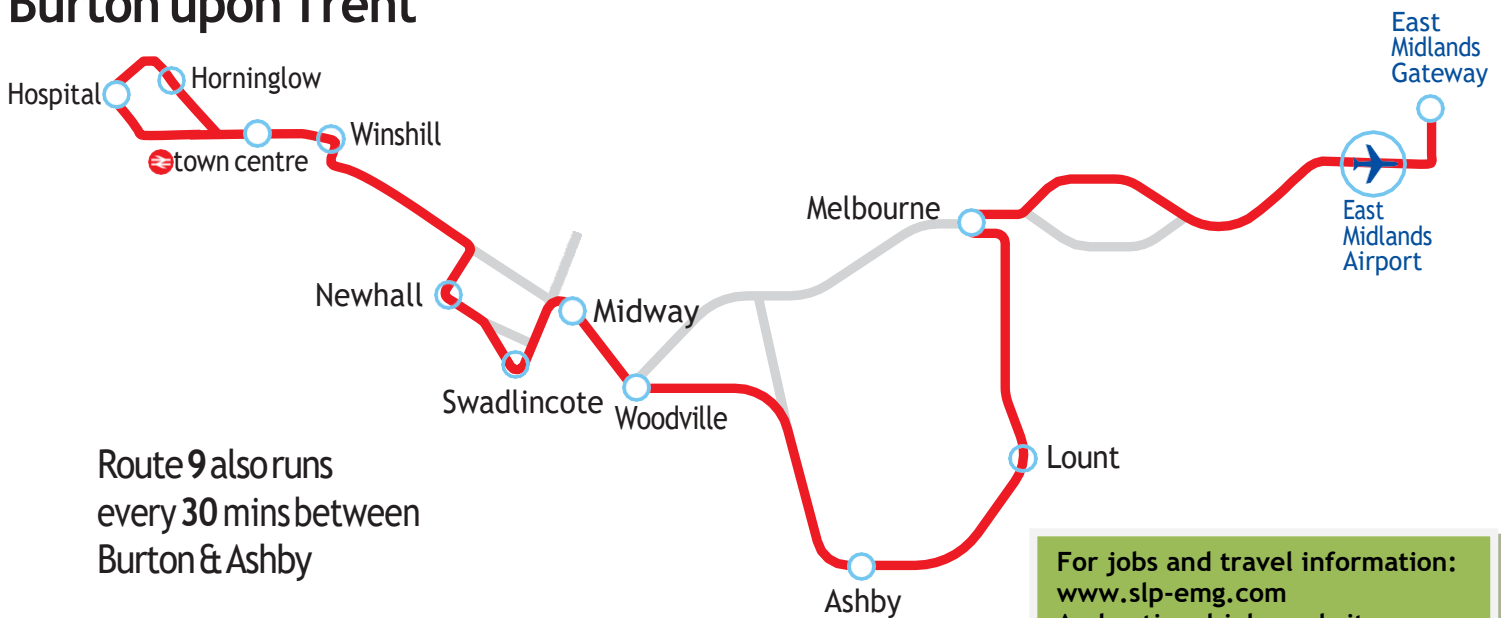 Burton upon Trent
East
Midlands
Gateway
Hospital
Horninglow
Winshill
town centre
Melbourne
East
Midlands
Airport
Newhall
Midway
Swadlincote
Woodville
Lount
Route 9 also runs
every 30 mins between
Burton & Ashby
Ashby
For jobs and travel information:
www.slp-emg.com